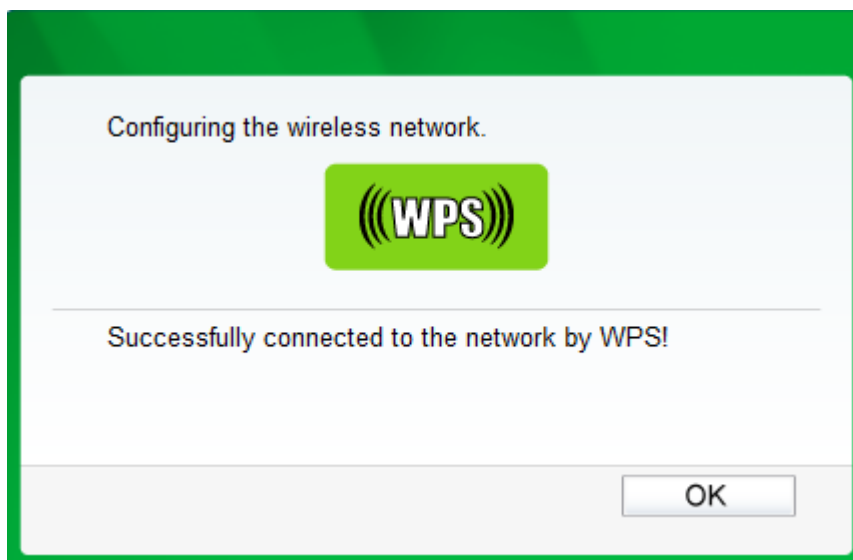 Configuring the wireless network.
WPS
Successfully connected to the network by WPS!
OK